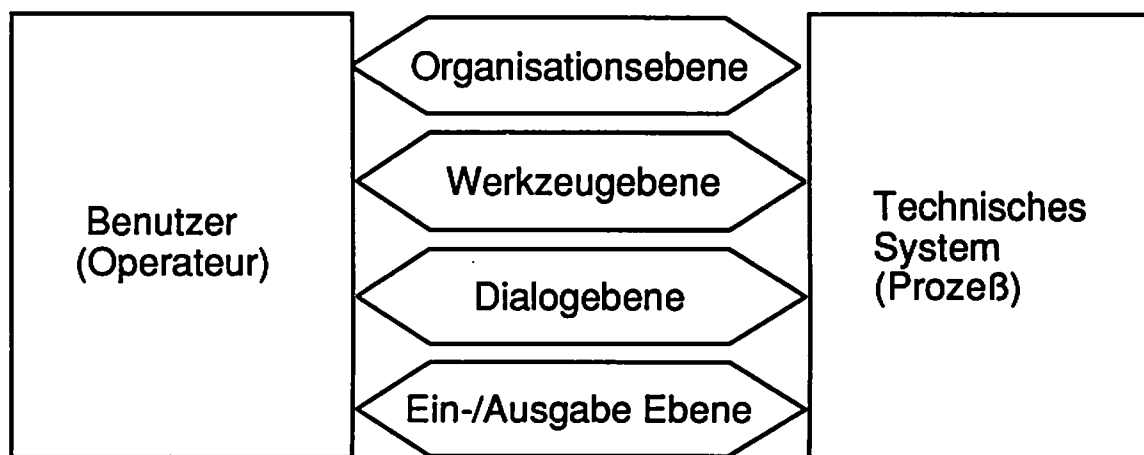 Organisationsebene
Werkzeugebene
Benutzer
(Operateur)
Technisches
System
(Prozeß)
Dialogebene
Ein-/Ausgabe Ebene